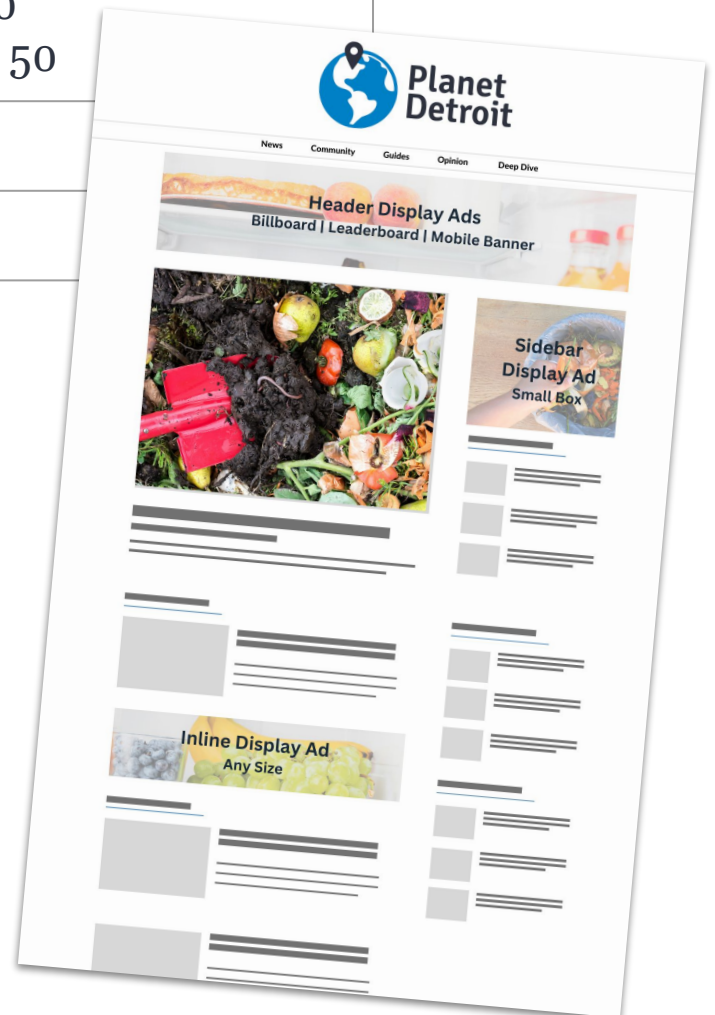 50
Planet
Detroit
News Community Guides Opinion Deep Dive
Header Display Ads
Billboard | Leaderboard | Mobile Banner
Sidebar
Display Ad
Small Box
Inline Display Ad
Any Size